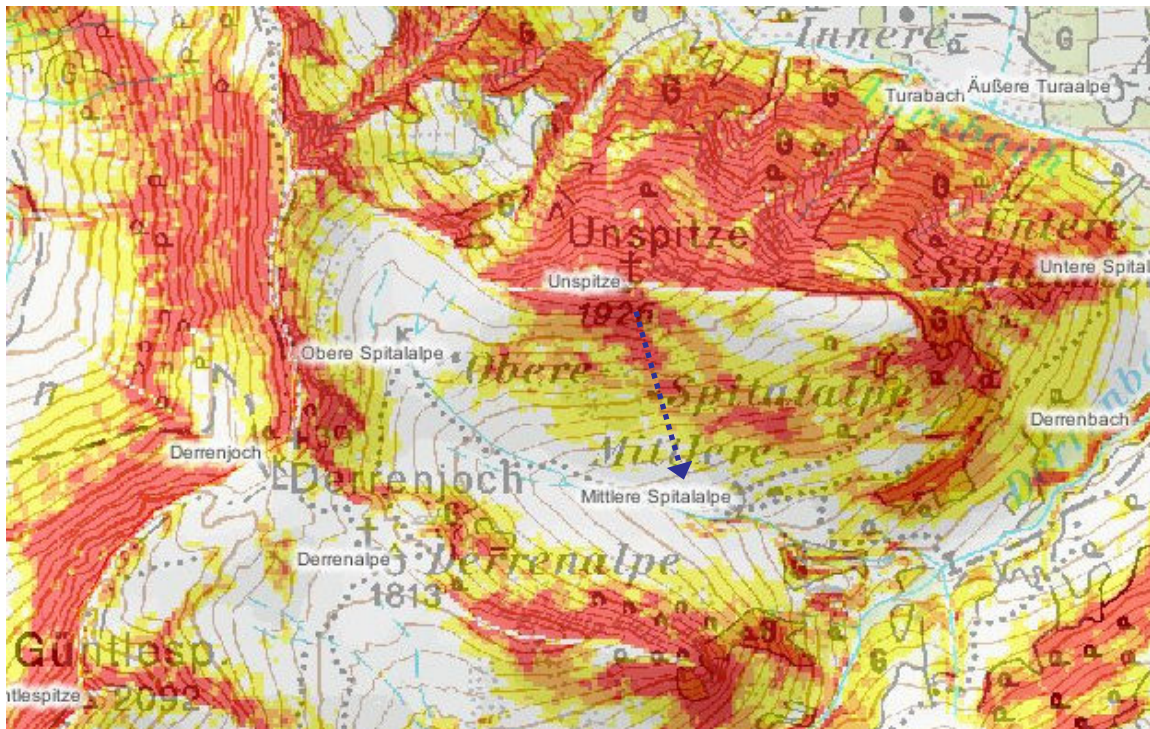 Innere-
G
G
Turabach
Äußere Turaalpe
G
G
G
G
G
Unspitze
Untere-
Unspitze
1926
Untere Spital
G
Obere Spitalalpe
Obere-
Spitalalpe
Derrenbach
Derrenjoch
Mittlere
Derrenjoch
Mittlere Spitalalpe
Derrenalpe
Derrenalpe
1813
Güntlesp.
G
ntlespitze
2092